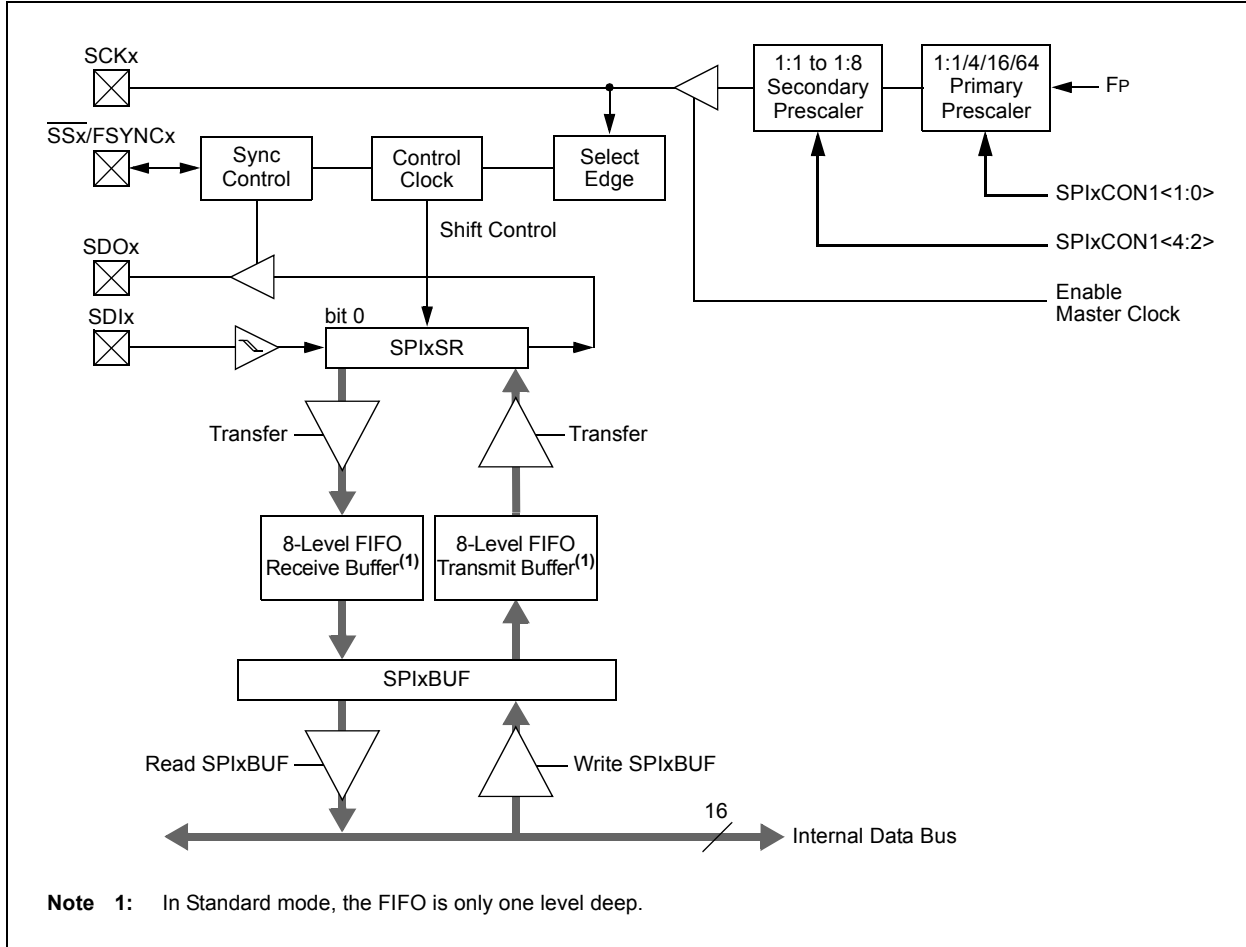 SCKx
1:1 to 1:8
Secondary
Prescaler
1:1/4/16/64
Primary
Prescaler
FP
SSx/FSYNCx
Sync
Control
Control
Clock
Select
Edge
SPIxCON1<1:0>
Shift Control
SPIxCON1<4:2>
SDOx
Enable
Master Clock
SDIx
bit 0
SPIxSR
Transfer
Transfer
8-Level FIFO
Receive Buffer(1)
8-Level FIFO
Transmit Buffer(1)
SPIxBUF
Read SPIxBUF
Write SPIxBUF
16
Internal Data Bus
Note 1: In Standard mode, the FIFO is only one level deep.